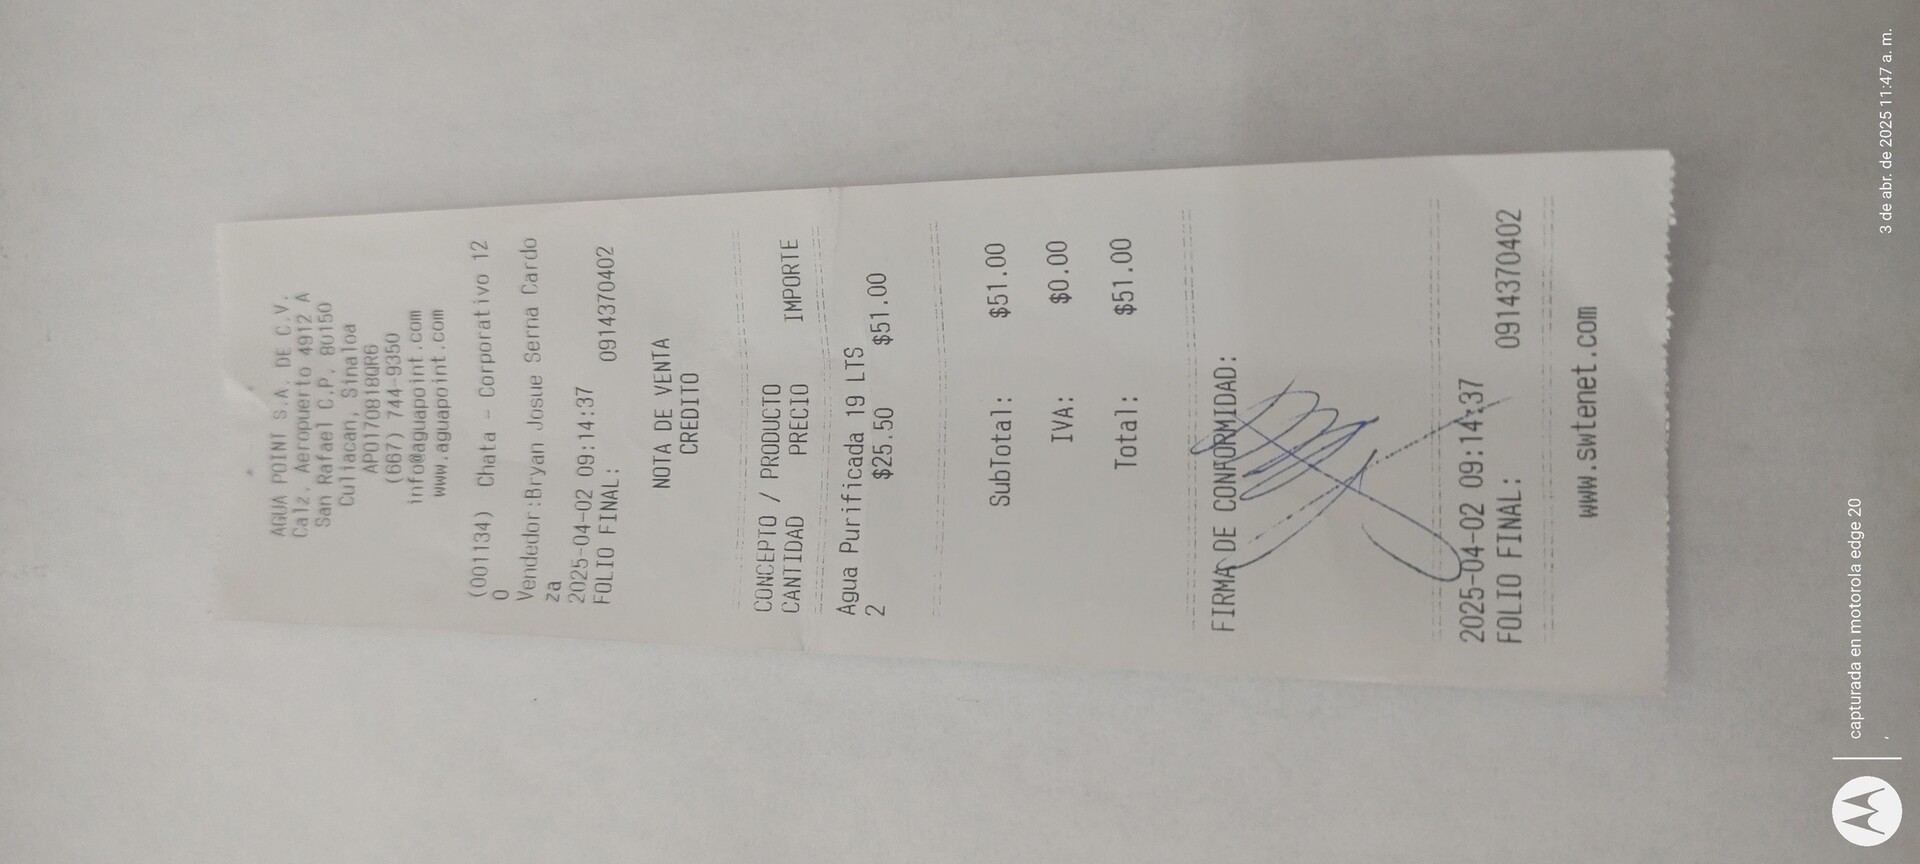 AGUA POINT S.A. DE C.V.
Calz. Aeropuerto 4912 A
San Rafael C.P. 80150
Culiacan, Sinaloa
APO170818QR6
(667) 744-9350
info@aguapoint.com
www.aguapoint.com
(001134) Chata - Corporativo 12
0
Vendedor:Bryan Josue Serna Cardo
za
2025-04-02 09:14:37
FOLIO FINAL: 0914370402
NOTA DE VENTA
CREDITO
CONCEPTO / PRODUCTO
CANTIDAD PRECIO IMPORTE
Agua Purificada 19 LTS
2 $25.50 $51.00
SubTotal: $51.00
IVA: $0.00
Total: $51.00
FIRMA DE CONFORMIDAD:
2025-04-02 09:14:37
FOLIO FINAL: 0914370402
www.swtenet.com
capturada en motorola edge 20
3 de abr. de 2025 11:47 a. m.